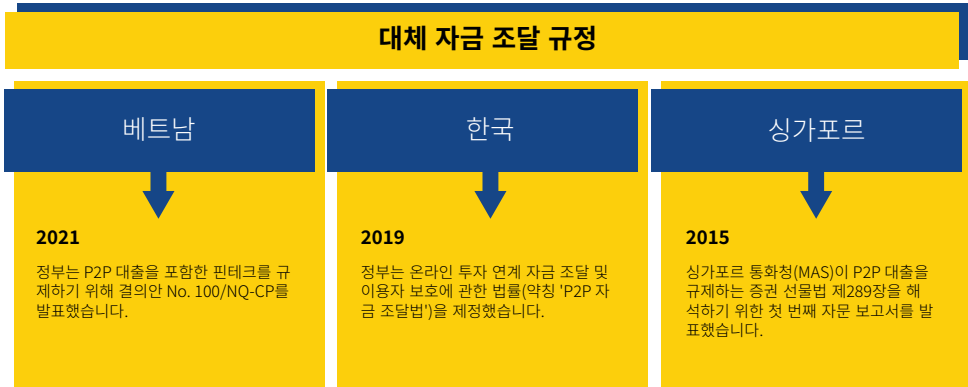 대체 자금 조달 규정
베트남
2021
정부는 P2P 대출을 포함한 핀테크를 규
제하기 위해 결의안 No. 100/NQ-CP를
발표했습니다.
한국
2019
정부는 온라인 투자 연계 자금 조달 및
이용자 보호에 관한 법률(약칭 'P2P 자
금 조달법')을 제정했습니다.
싱가포르
2015
싱가포르 통화청(MAS)이 P2P 대출을
규제하는 증권 선물법 제289장을 해
석하기 위한 첫 번째 자문 보고서를 발
표했습니다.